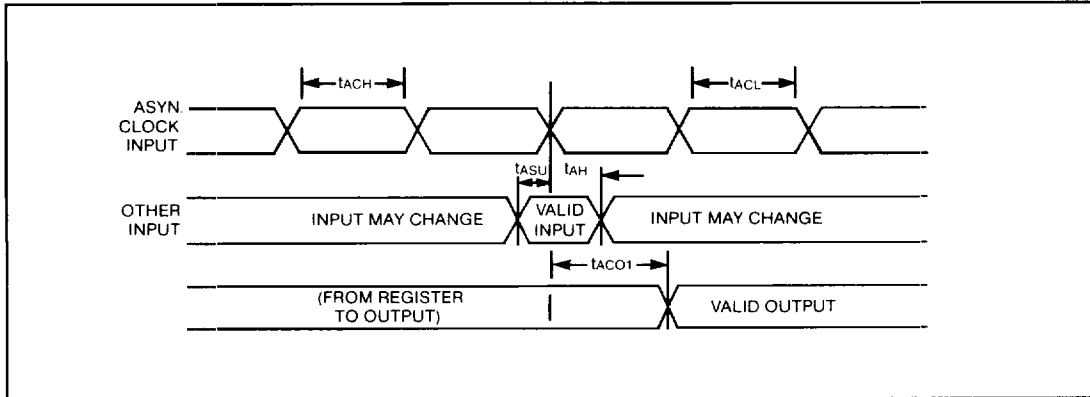 tACH
tACL
ASYN.
CLOCK
INPUT
tASU
tAH
OTHER
INPUT
INPUT MAY CHANGE
VALID
INPUT
INPUT MAY CHANGE
tACO1
(FROM REGISTER
TO OUTPUT)
VALID OUTPUT